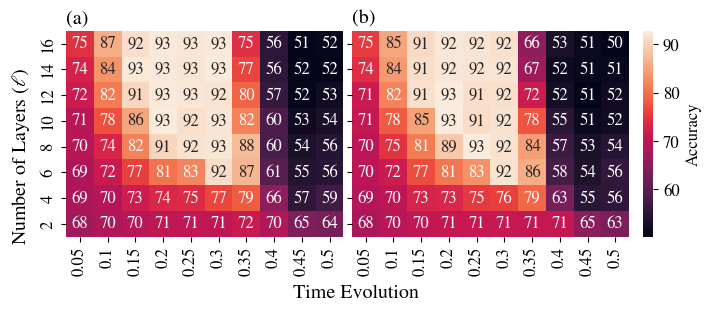 (a) (b)
16 75 87 92 93 93 93 75 56 51 52 75 85 91 92 92 92 66 53 51 50 90
14 74 84 93 93 93 93 77 56 52 52 74 84 91 92 92 92 67 52 51 51
12 72 82 91 93 93 92 80 57 52 53 71 82 91 93 91 92 72 52 51 52 80
10 71 78 86 93 92 93 82 60 53 54 71 78 85 93 91 92 78 55 51 52
8 70 74 82 91 92 93 88 60 54 56 70 75 81 89 93 92 84 57 53 54 70
6 69 72 77 81 83 92 87 61 55 56 70 72 77 81 83 92 86 58 54 56
4 69 70 73 74 75 77 79 66 57 59 69 70 73 73 75 76 79 63 55 56 60
2 68 70 70 71 71 71 72 70 65 64 68 70 70 71 71 71 71 71 65 63
0.05 0.1 0.15 0.2 0.25 0.3 0.35 0.4 0.45 0.5 0.05 0.1 0.15 0.2 0.25 0.3 0.35 0.4 0.45 0.5
Number of Layers (ℓ)
Time Evolution
Accuracy